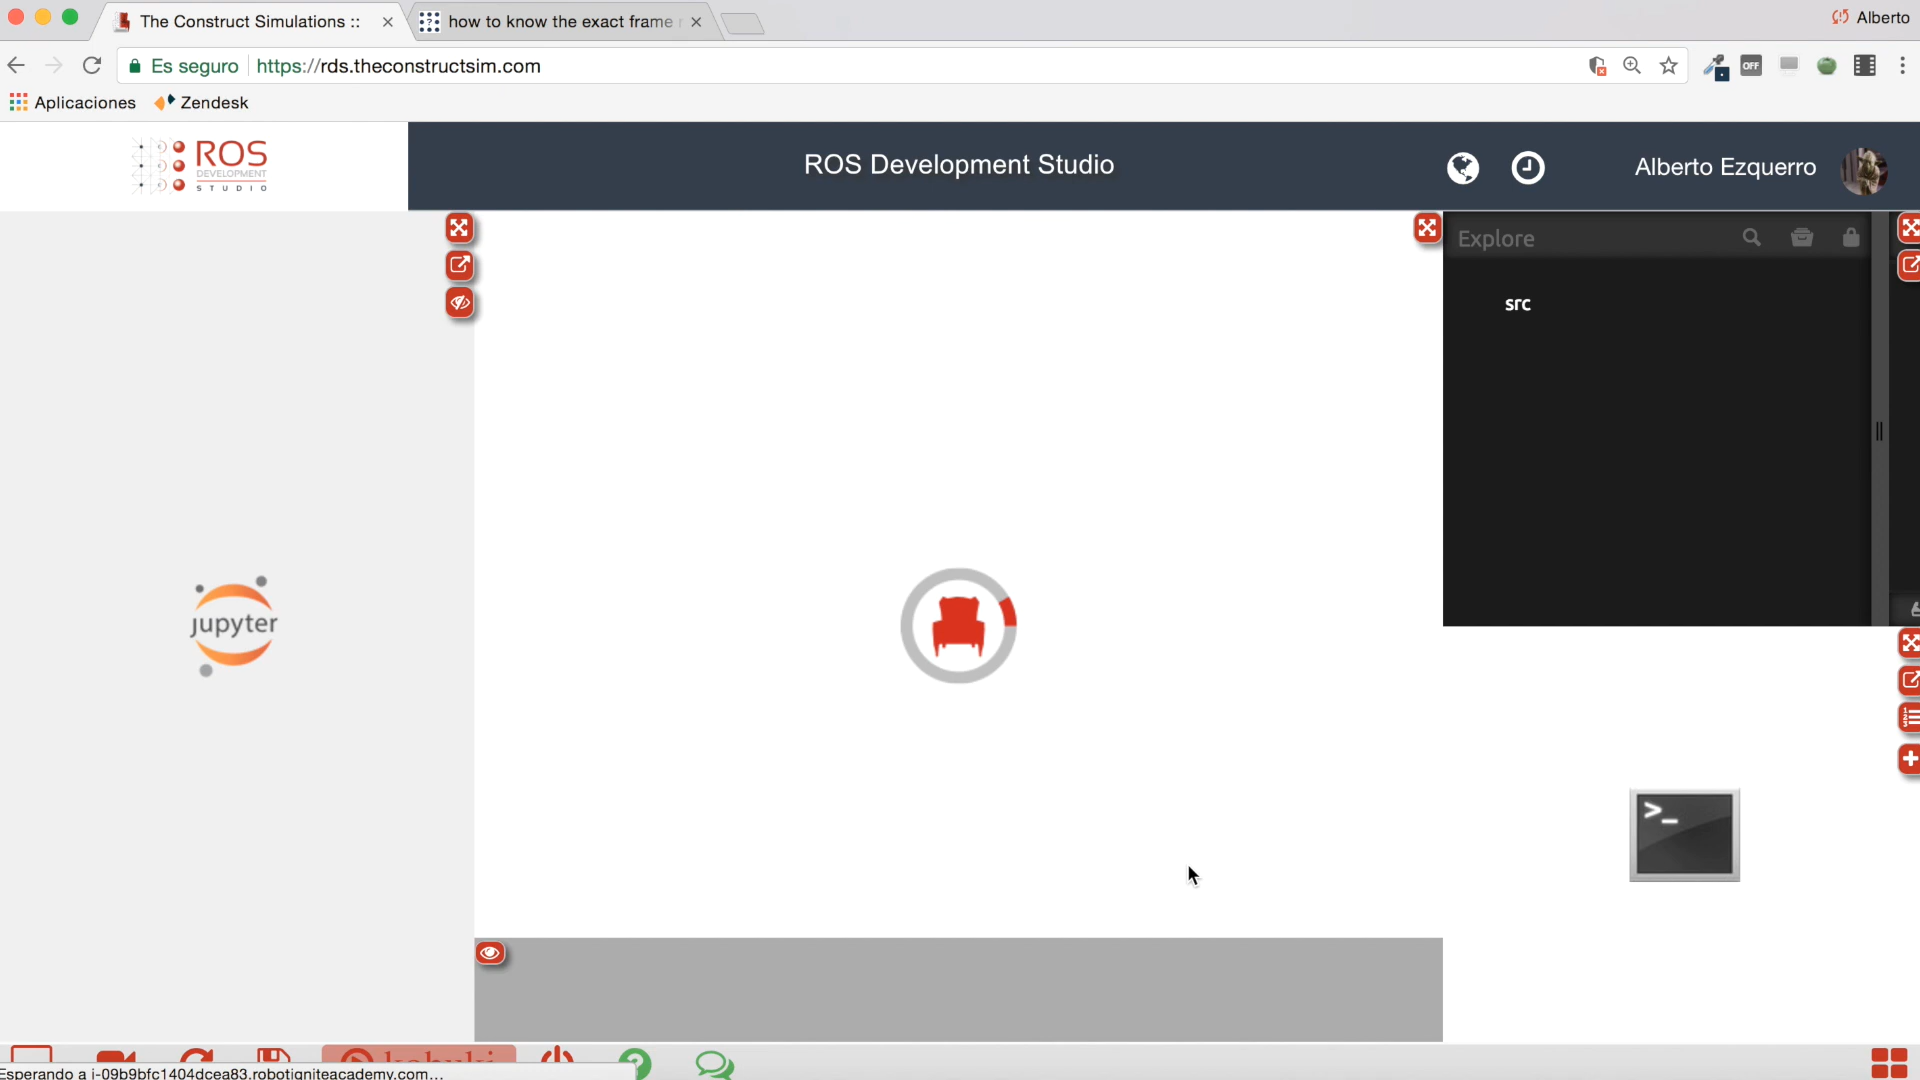 The Construct Simulations ::
how to know the exact frame
Alberto
Es seguro
https://rds.theconstructsim.com
OFF
Aplicaciones
Zendesk
ROS
DEVELOPMENT
STUDIO
ROS Development Studio
Alberto Ezquerro
Explore
src
jupyter
>_
kobuki
Esperando a i-09b9bfc1404dcea83.robotigniteacademy.com...